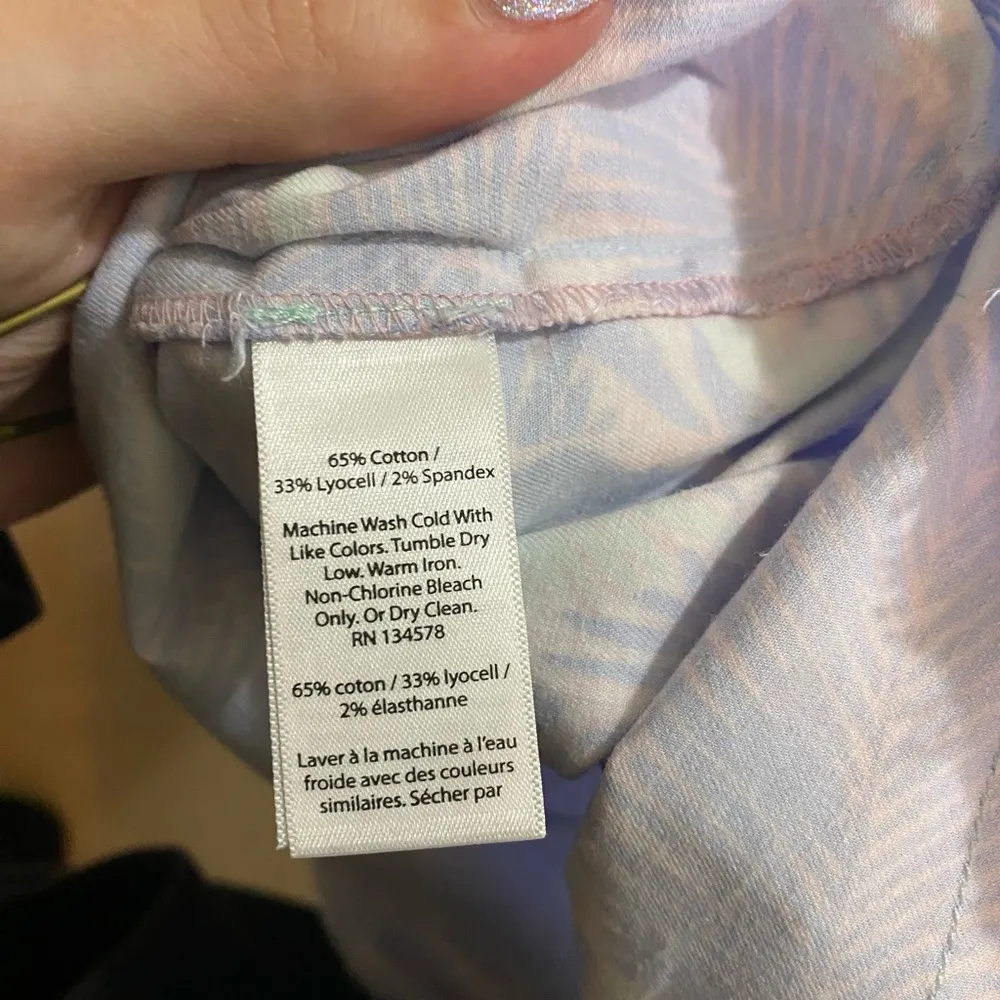 65% Cotton /
33% Lyocell / 2% Spandex
Machine Wash Cold With
Like Colors. Tumble Dry
Low. Warm Iron.
Non-Chlorine Bleach
Only. Or Dry Clean.
RN 134578
65% coton / 33% lyocell /
2% élasthanne
Laver à la machine à l'eau
froide avec des couleurs
similaires. Sécher par